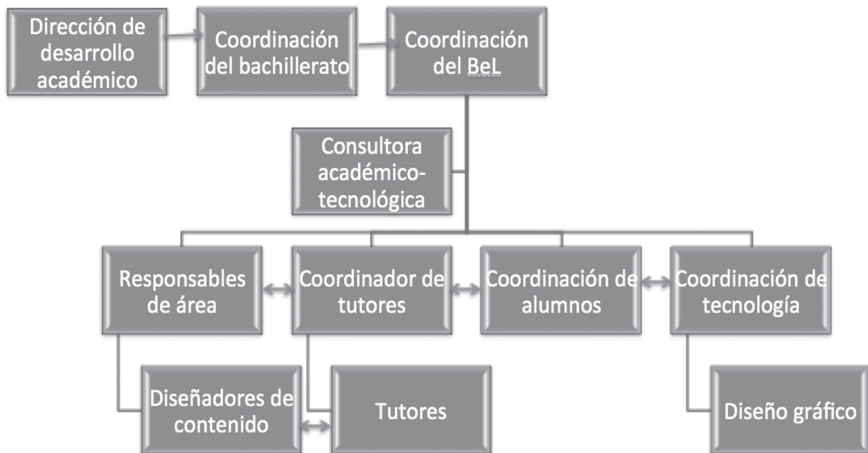 Dirección de
desarrollo
académico
Coordinación
del bachillerato
Coordinación
del BeL
Consultora
académico-
tecnológica
Responsables
de área
Coordinador de
tutores
Coordinación de
alumnos
Coordinación de
tecnología
Diseñadores de
contenido
Tutores
Diseño gráfico